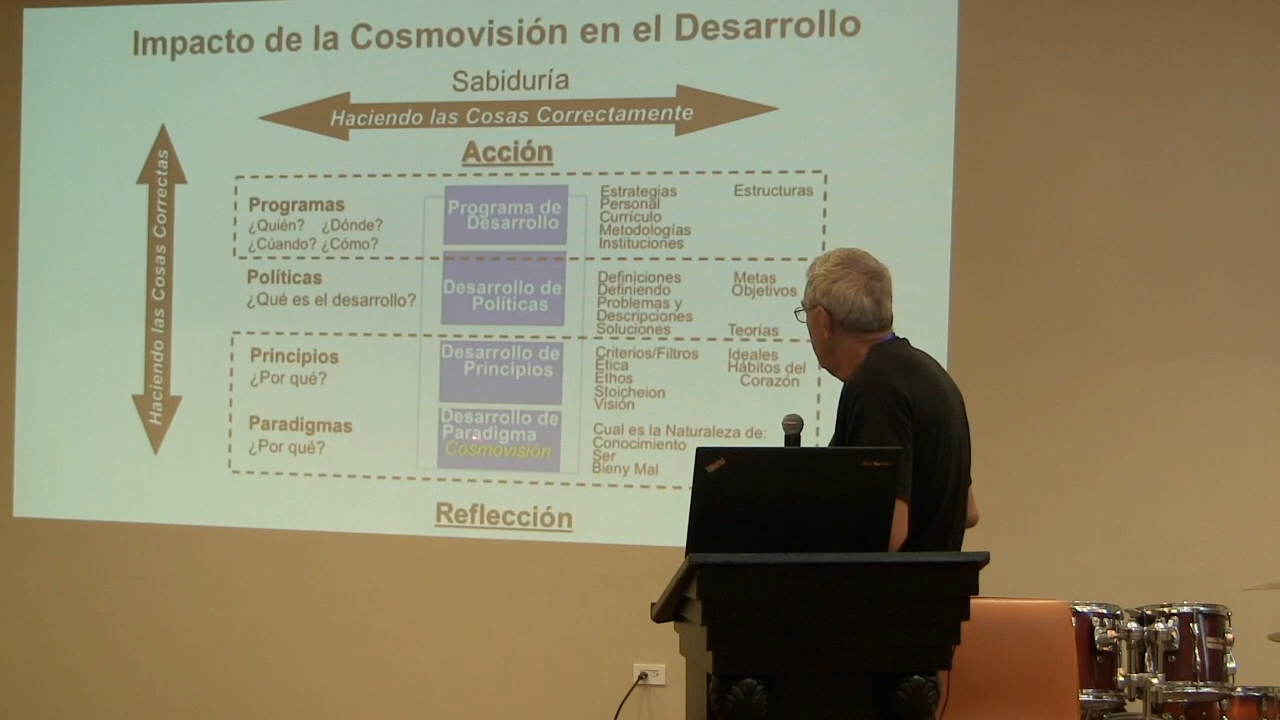 Impacto de la Cosmovisión en el Desarrollo
Sabiduría
Haciendo las Cosas Correctamente
Haciendo las Cosas Correctas
Acción
Programas
¿Quién? ¿Dónde?
¿Cúando? ¿Cómo?
Programa de
Desarrollo
Estrategias Estructuras
Personal
Currículo
Metodologías
Instituciones
Políticas
¿Qué es el desarrollo?
Desarrollo de
Políticas
Definiciones Metas
Definiendo Objetivos
Problemas y
Descripciones
Soluciones Teorías
Principios
¿Por qué?
Desarrollo de
Principios
Criterios/Filtros Ideales
Etica Hábitos del
Ethos Corazón
Stoicheion
Visión
Paradigmas
¿Por qué?
Desarrollo de
Paradigma
Cosmovisión
Cual es la Naturaleza de:
Conocimiento
Ser
Bieny Mal
Reflección